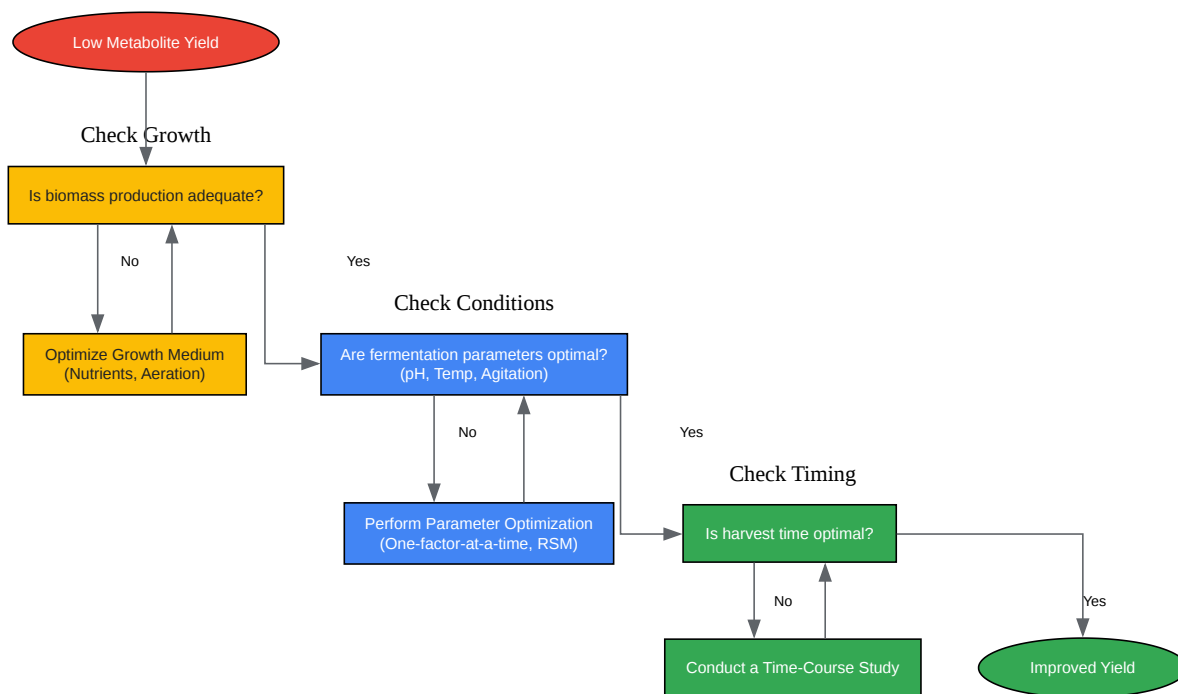 Low Metabolite Yield
Check Growth
Is biomass production adequate?
No
Yes
Check Conditions
Optimize Growth Medium
(Nutrients, Aeration)
Are fermentation parameters optimal?
(pH, Temp, Agitation)
No
Yes
Check Timing
Perform Parameter Optimization
(One-factor-at-a-time, RSM)
Is harvest time optimal?
No
Yes
Conduct a Time-Course Study
Improved Yield